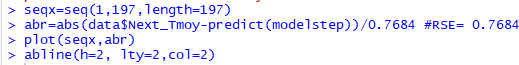 > seqx=seq(1,197,length=197)
> abr=abs(data$Next_Tmoy-predict(modelstep))/0.7684 #RSE= 0.7684
> plot(seqx,abr)
> abline(h=2, lty=2,col=2)